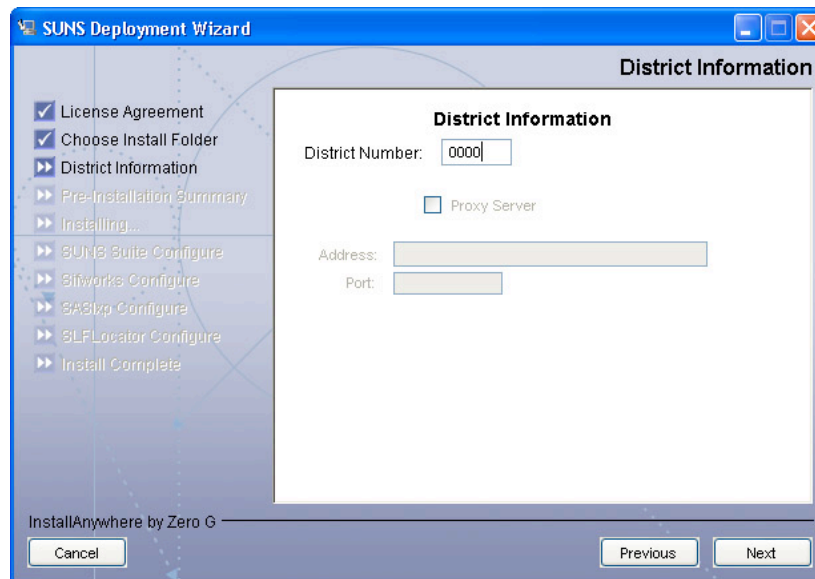 SUNS Deployment Wizard
District Information
License Agreement
Choose Install Folder
District Information
Pre-Installation Summary
Installing...
SUNS Suite Configure
Sifworks Configure
SASIxp Configure
SLFLocator Configure
Install Complete
District Information
District Number: 0000
Proxy Server
Address:
Port:
InstallAnywhere by Zero G
Cancel
Previous
Next